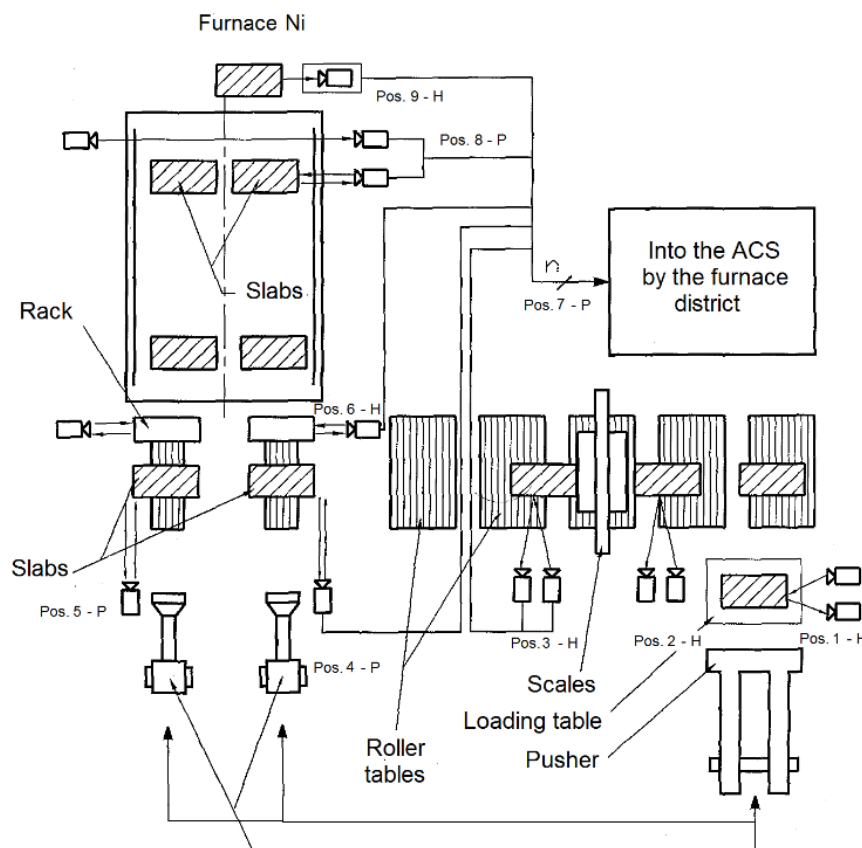 Furnace Ni
Pos. 9 - H
Pos. 8 - P
Slabs
Into the ACS
by the furnace
district
n
Pos. 7 - P
Rack
Pos. 6 - H
Slabs
Pos. 5 - P
Pos. 4 - P
Pos. 3 - H
Pos. 2 - H
Pos. 1 - H
Scales
Loading table
Pusher
Roller
tables